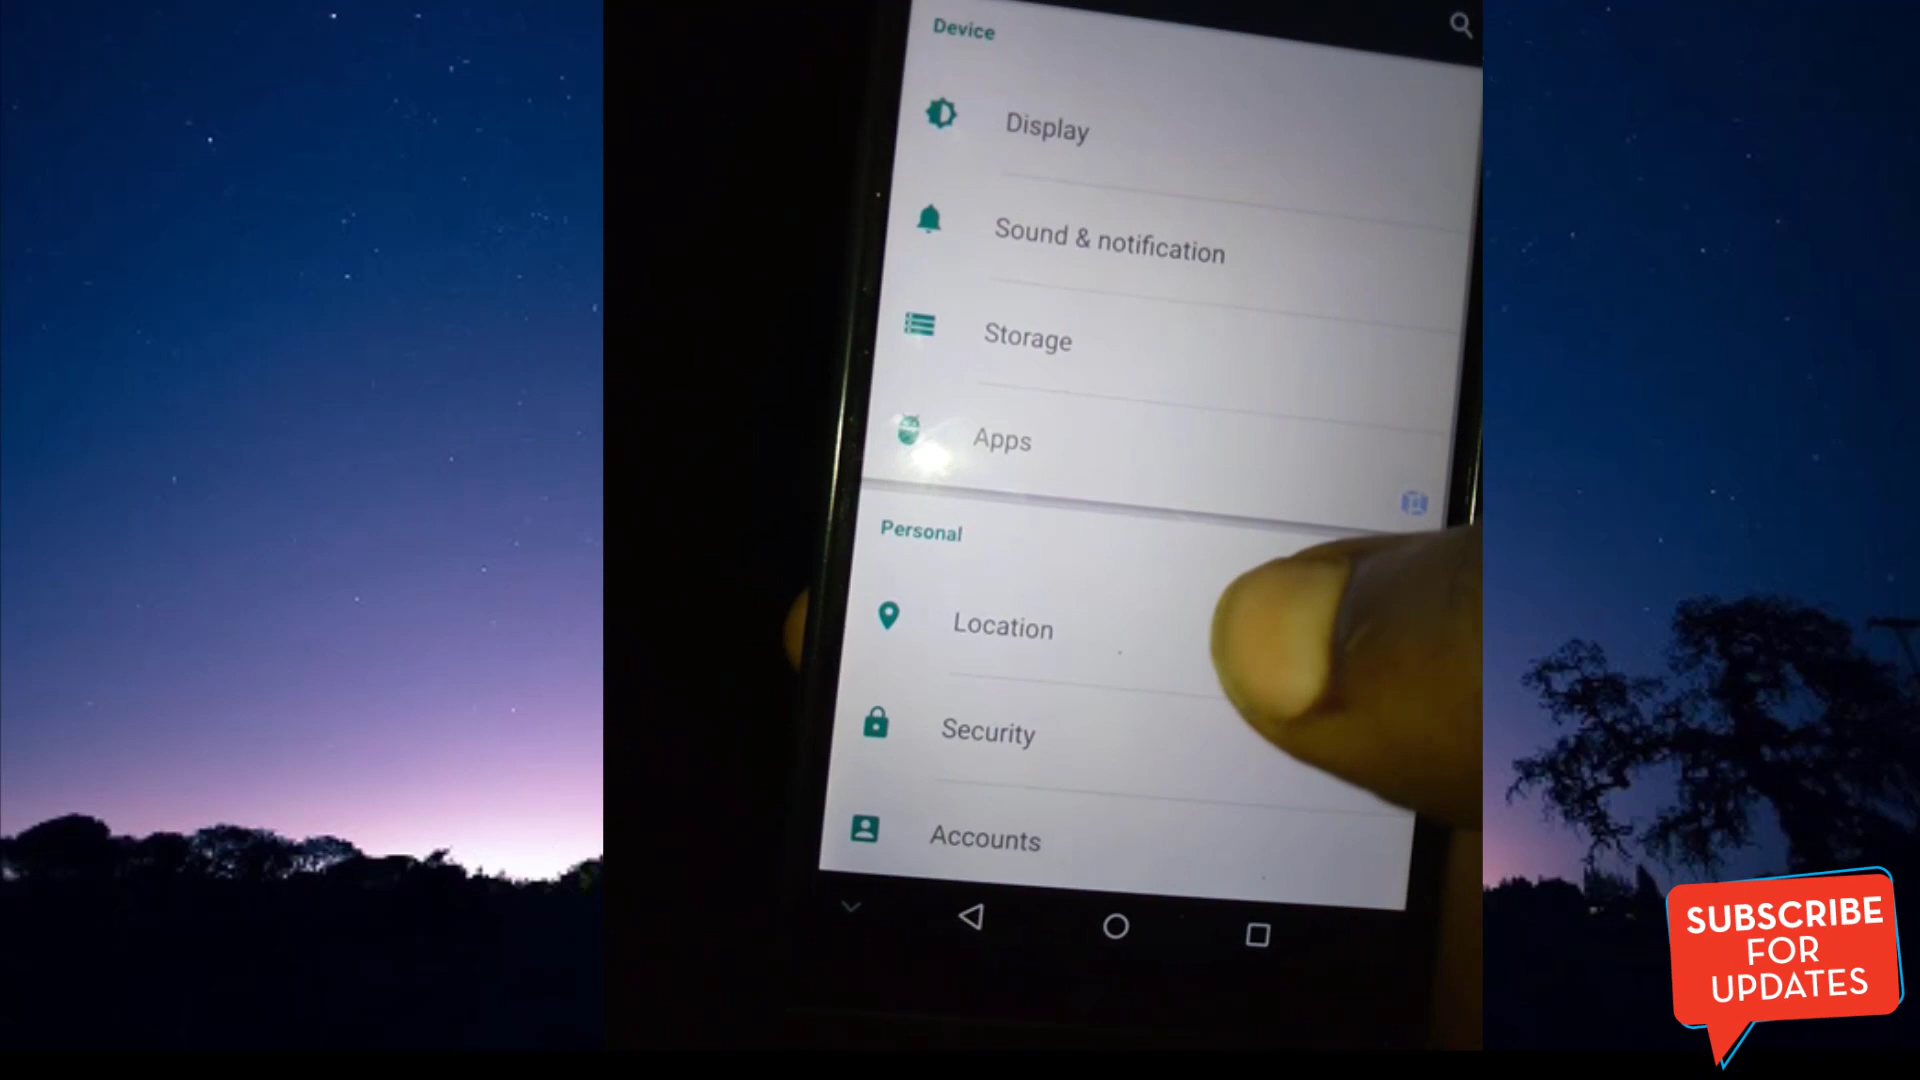 Device
Display
Sound & notification
Storage
Apps
Personal
Location
Security
Accounts
SUBSCRIBE
FOR
UPDATES